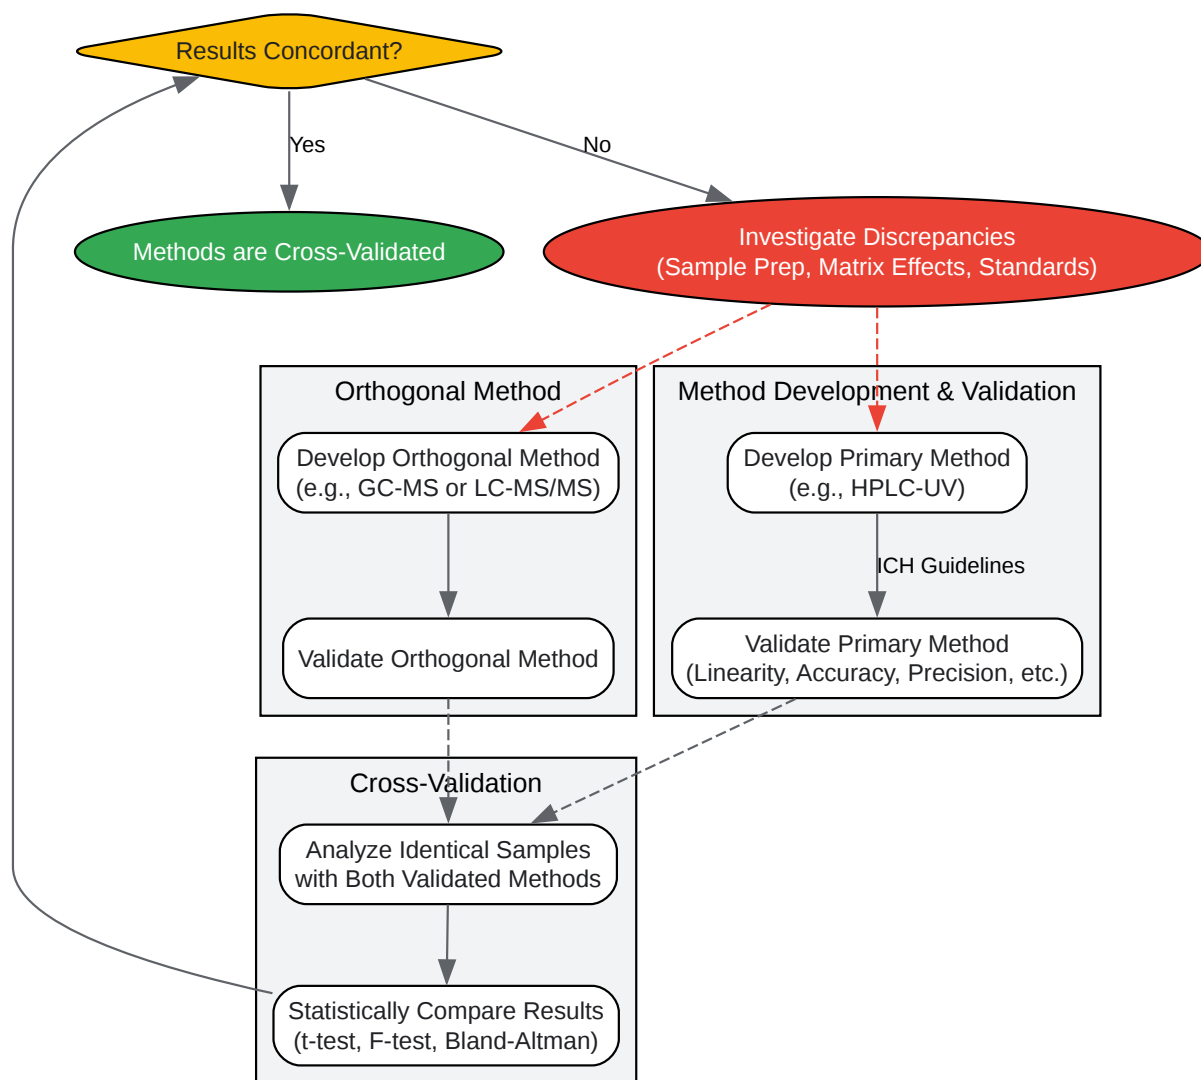 Results Concordant?
Yes
No
Methods are Cross-Validated
Investigate Discrepancies
(Sample Prep, Matrix Effects, Standards)
Orthogonal Method
Develop Orthogonal Method
(e.g., GC-MS or LC-MS/MS)
Validate Orthogonal Method
Method Development & Validation
Develop Primary Method
(e.g., HPLC-UV)
ICH Guidelines
Validate Primary Method
(Linearity, Accuracy, Precision, etc.)
Cross-Validation
Analyze Identical Samples
with Both Validated Methods
Statistically Compare Results
(t-test, F-test, Bland-Altman)